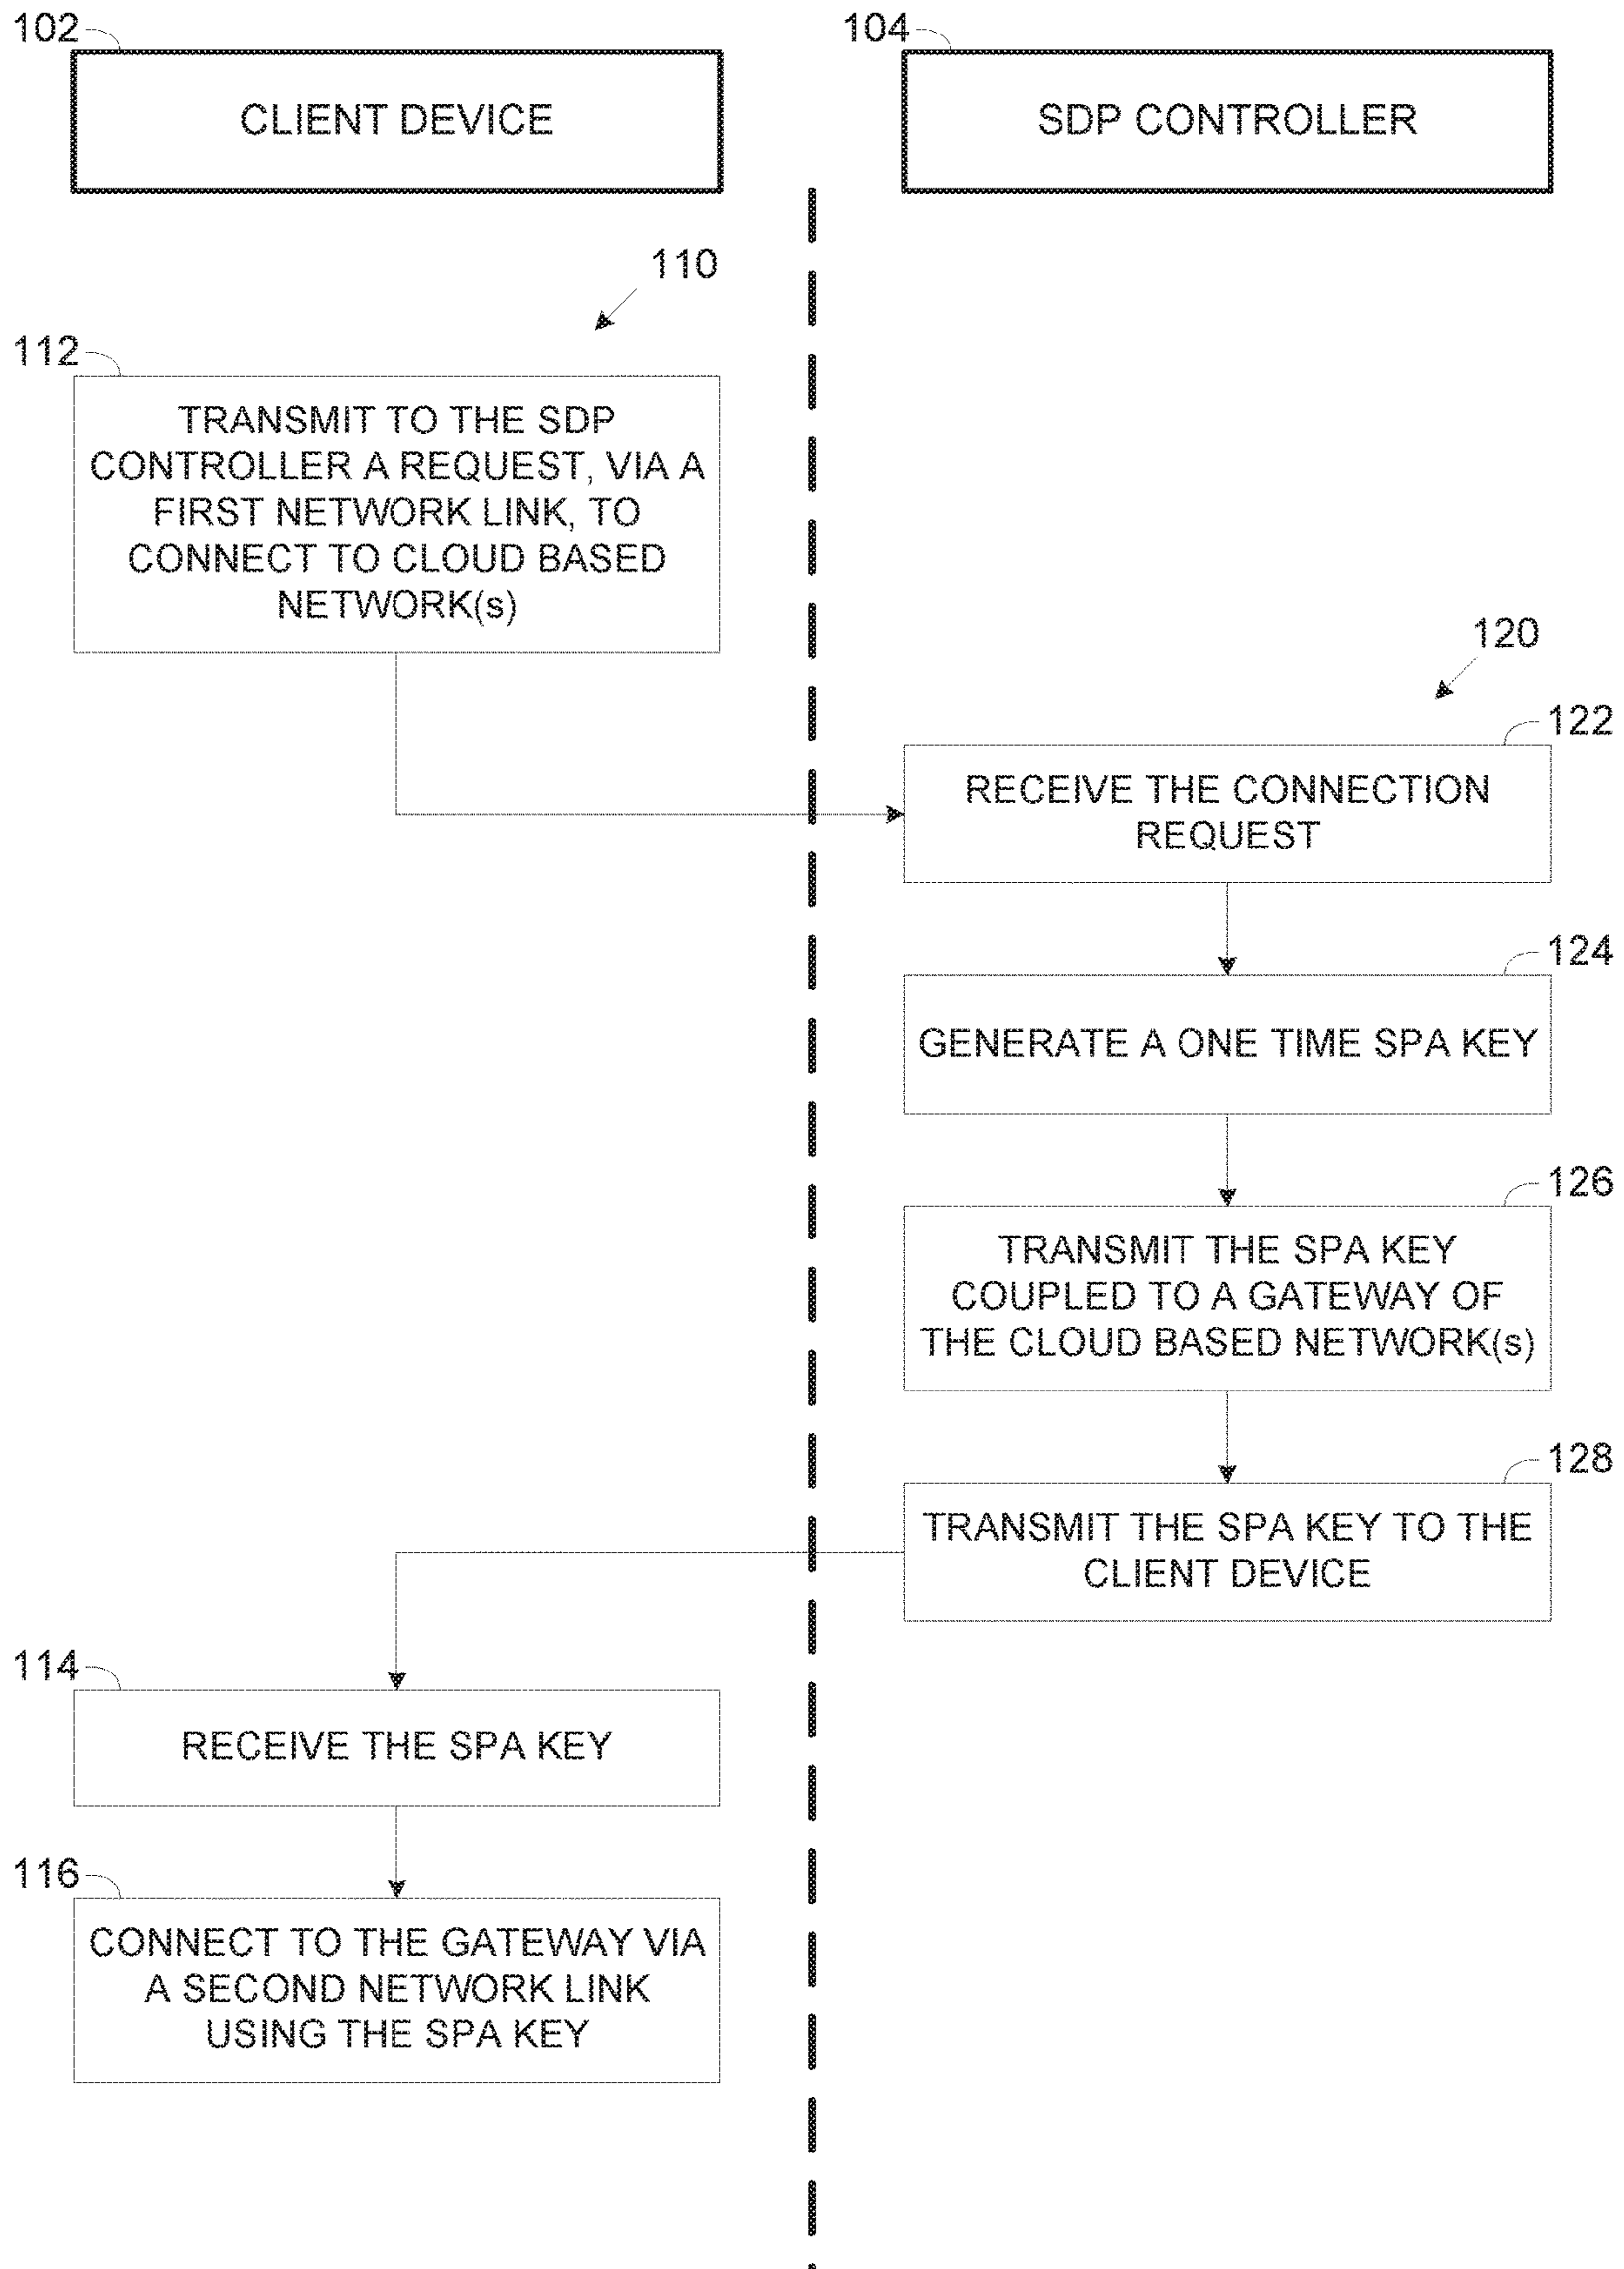 102
CLIENT DEVICE
104
SDP CONTROLLER
110
112
TRANSMIT TO THE SDP
CONTROLLER A REQUEST, VIA A
FIRST NETWORK LINK, TO
CONNECT TO CLOUD BASED
NETWORK(s)
120
122
RECEIVE THE CONNECTION
REQUEST
124
GENERATE A ONE TIME SPA KEY
126
TRANSMIT THE SPA KEY
COUPLED TO A GATEWAY OF
THE CLOUD BASED NETWORK(s)
128
TRANSMIT THE SPA KEY TO THE
CLIENT DEVICE
114
RECEIVE THE SPA KEY
116
CONNECT TO THE GATEWAY VIA
A SECOND NETWORK LINK
USING THE SPA KEY